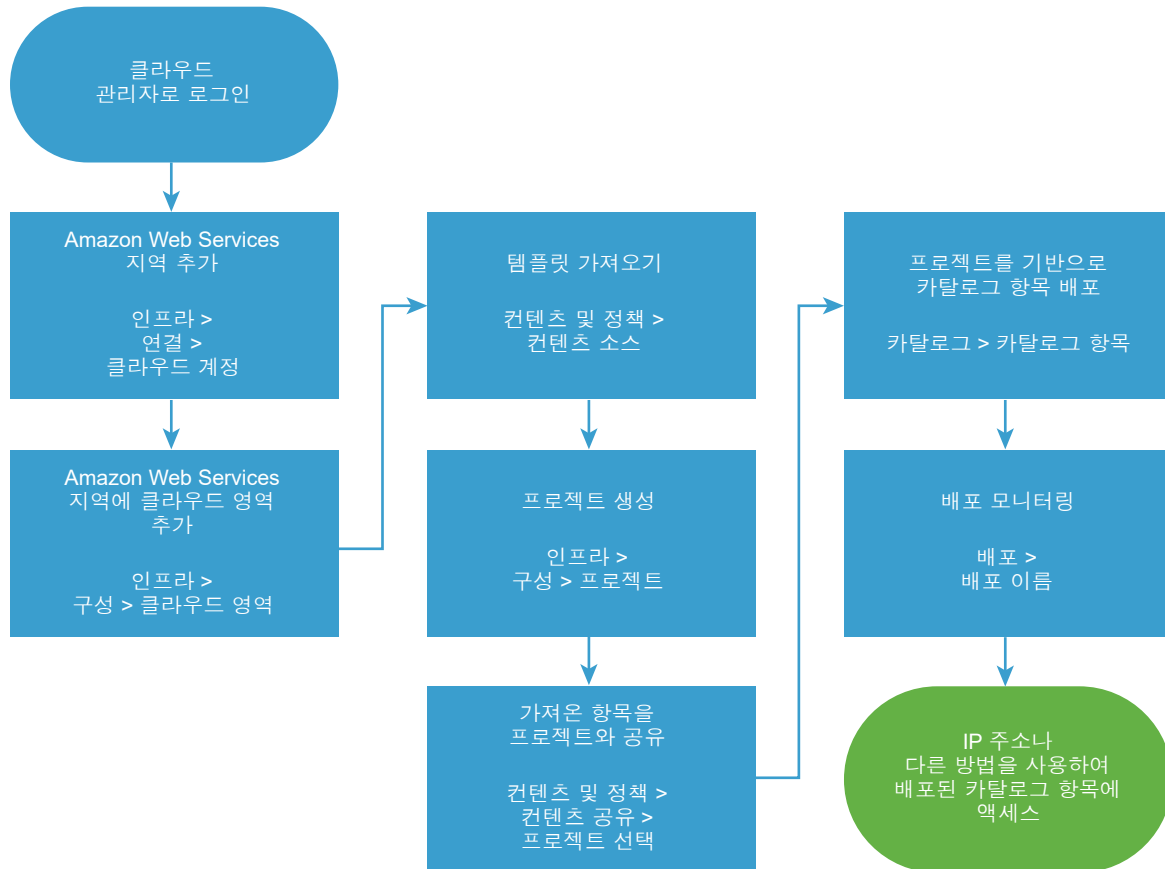 클라우드
관리자로 로그인
Amazon Web Services
지역 추가
인프라 >
연결 >
클라우드 계정
Amazon Web Services
지역에 클라우드 영역
추가
인프라 >
구성 > 클라우드 영역
템플릿 가져오기
컨텐츠 및 정책 >
컨텐츠 소스
프로젝트 생성
인프라 >
구성 > 프로젝트
가져온 항목을
프로젝트와 공유
컨텐츠 및 정책 >
컨텐츠 공유 >
프로젝트 선택
프로젝트를 기반으로
카탈로그 항목 배포
카탈로그 > 카탈로그 항목
배포 모니터링
배포 >
배포 이름
IP 주소나
다른 방법을 사용하여
배포된 카탈로그 항목에
액세스